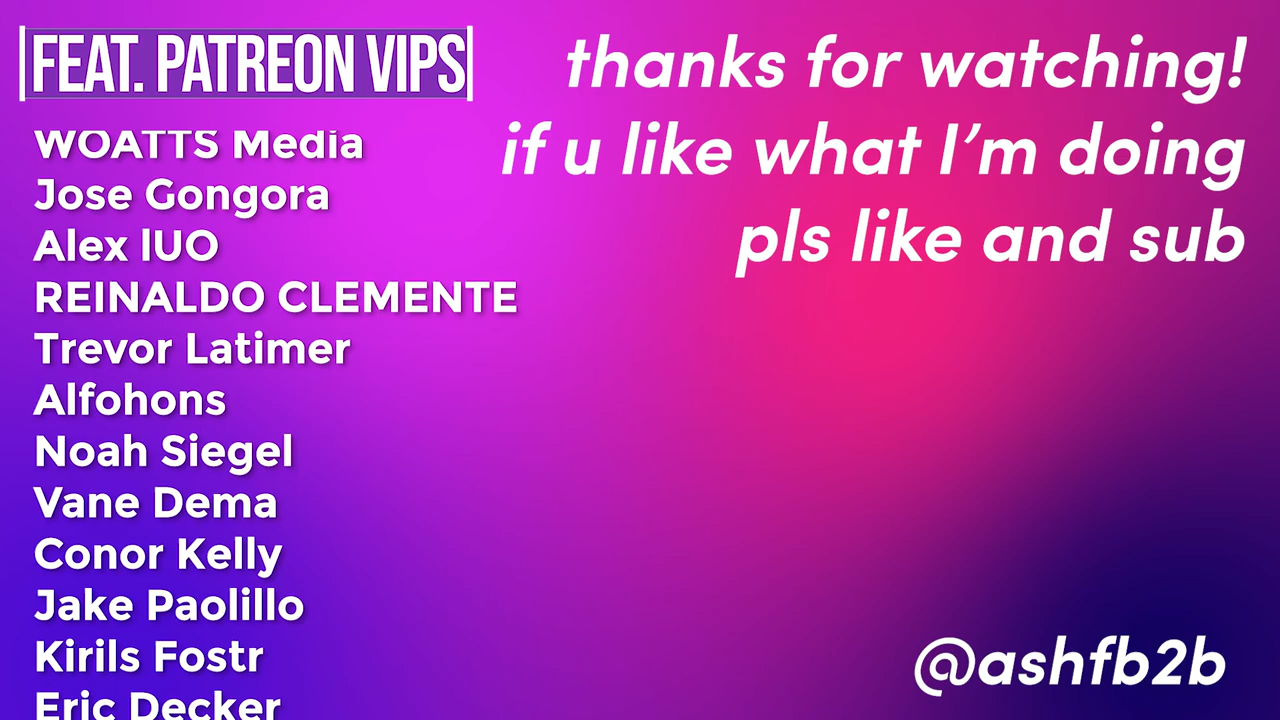 FEAT. PATREON VIPS
WOATTS Media
Jose Gongora
Alex lUO
REINALDO CLEMENTE
Trevor Latimer
Alfohons
Noah Siegel
Vane Dema
Conor Kelly
Jake Paolillo
Kirils Fostr
Eric Decker
thanks for watching!
if u like what I’m doing
pls like and sub
@ashfb2b